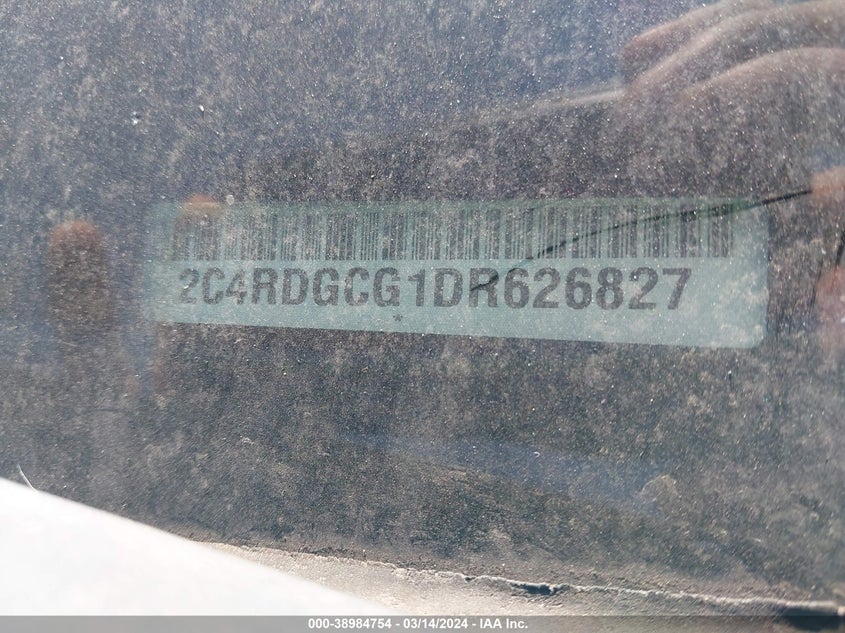 2C4RDGCG1DR626827
*
000-38984754 — 03/14/2024 — IAA Inc.